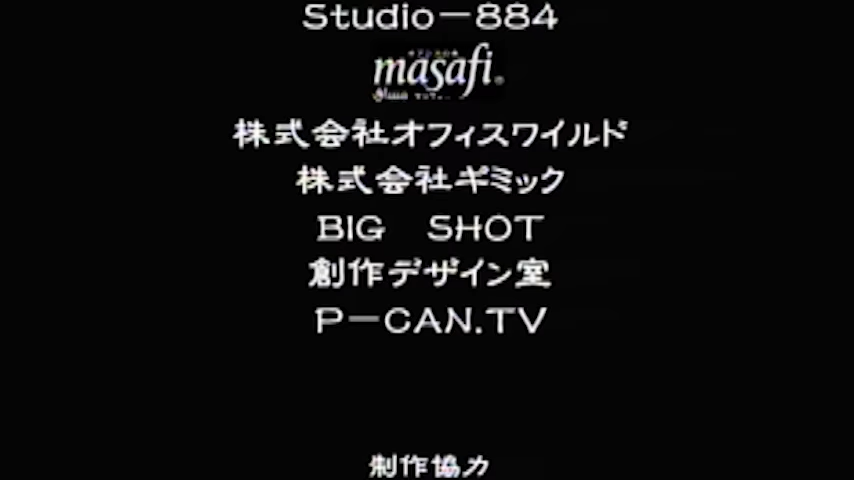 Studio－884
masafi®
株式会社オフィスワイルド
株式会社ギミック
BIG　SHOT
創作デザイン室
P－CAN.TV
制作協力